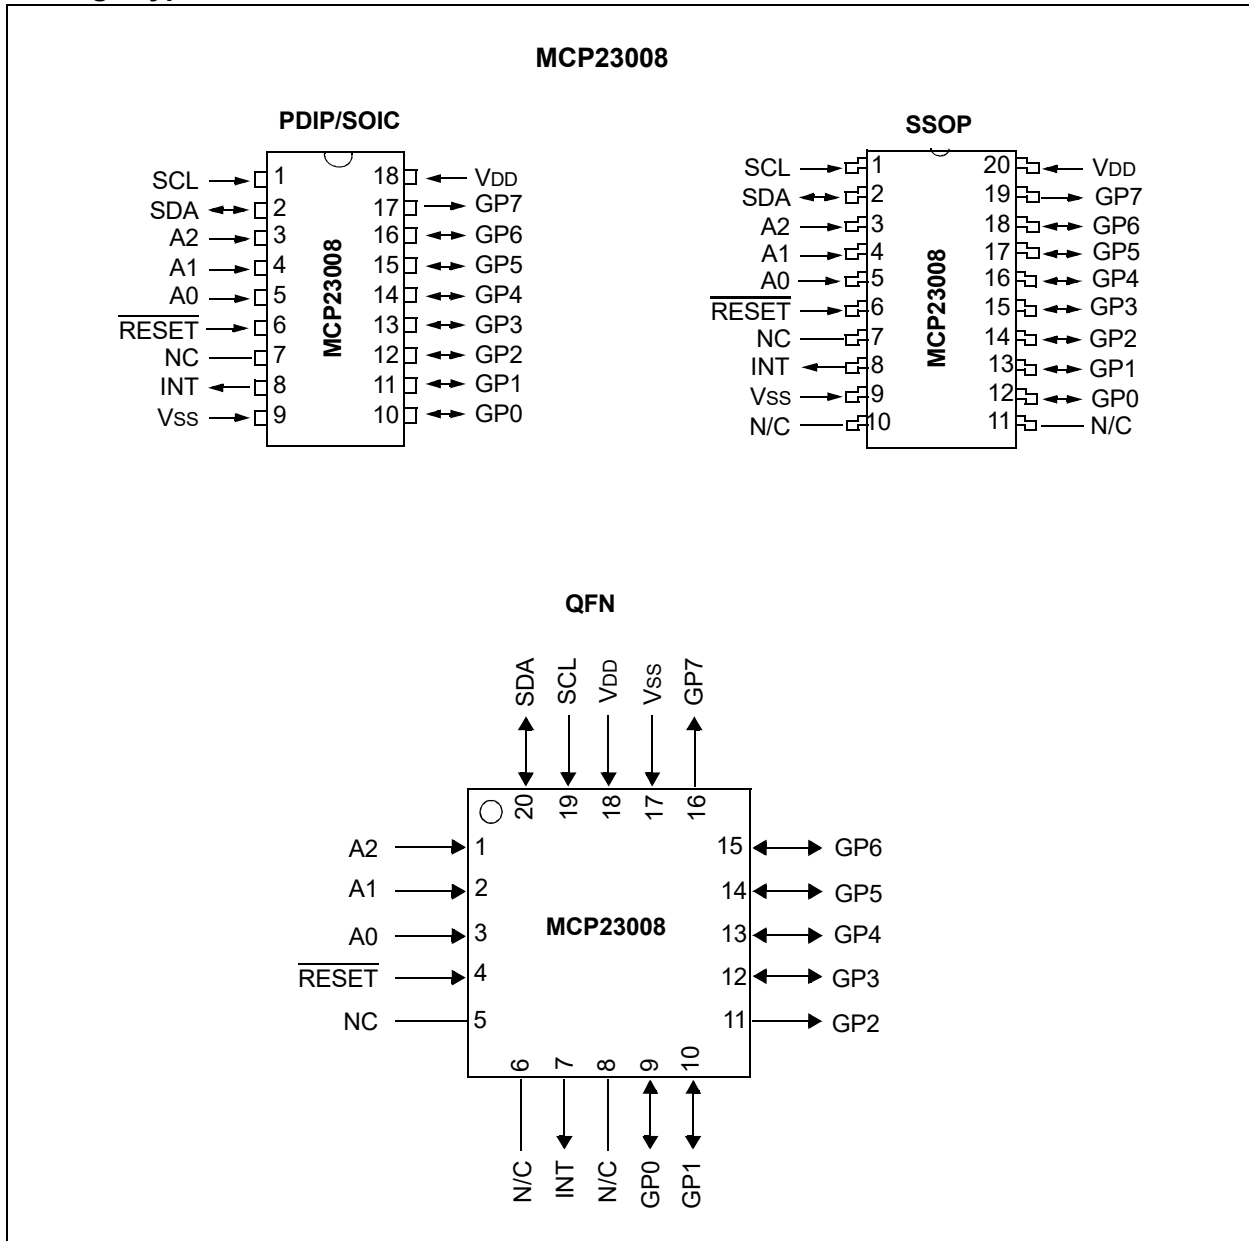 MCP23008
PDIP/SOIC
SCL 1 18 VDD
SDA 2 17 GP7
A2 3 16 GP6
A1 4 15 GP5
A0 5 14 GP4
RESET 6 13 GP3
NC 7 12 GP2
INT 8 11 GP1
VSS 9 10 GP0
MCP23008
SSOP
SCL 1 20 VDD
SDA 2 19 GP7
A2 3 18 GP6
A1 4 17 GP5
A0 5 16 GP4
RESET 6 15 GP3
NC 7 14 GP2
INT 8 13 GP1
VSS 9 12 GP0
N/C 10 11 N/C
MCP23008
QFN
SDA SCL VDD VSS GP7
20 19 18 17 16
A2 1 15 GP6
A1 2 14 GP5
A0 3 MCP23008 13 GP4
RESET 4 12 GP3
NC 5 11 GP2
6 7 8 9 10
N/C INT N/C GP0 GP1